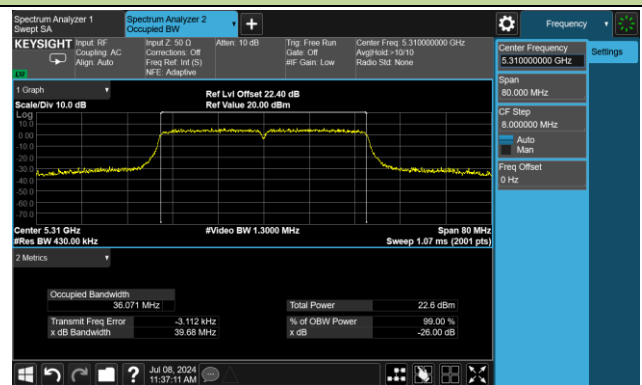 Spectrum Analyzer 1
Swept SA
Spectrum Analyzer 2
Occupied BW
Frequency
KEYSIGHT
Input: RF
Coupling: AC
Align: Auto
Input Z: 50 Ω
Corrections: Off
Freq Ref: Int (S)
NFE: Adaptive
Atten: 10 dB
Trig: Free Run
Gate: Off
#IF Gain: Low
Center Freq: 5.310000000 GHz
Avg|Hold:>10/10
Radio Std: None
Center Frequency
5.310000000 GHz
Settings
Span
80.000 MHz
CF Step
8.000000 MHz
Auto
Man
Freq Offset
0 Hz
1 Graph
Scale/Div 10.0 dB
Ref Lvl Offset 22.40 dB
Ref Value 20.00 dBm
Log
10.0
0.00
-10.0
-20.0
-30.0
-40.0
-50.0
-60.0
-70.0
Center 5.31 GHz
#Res BW 430.00 kHz
#Video BW 1.3000 MHz
Span 80 MHz
Sweep 1.07 ms (2001 pts)
2 Metrics
Occupied Bandwidth
36.071 MHz
Total Power 22.6 dBm
Transmit Freq Error -3.112 kHz
% of OBW Power 99.00 %
x dB Bandwidth 39.68 MHz
x dB -26.00 dB
?
Jul 08, 2024
11:37:11 AM